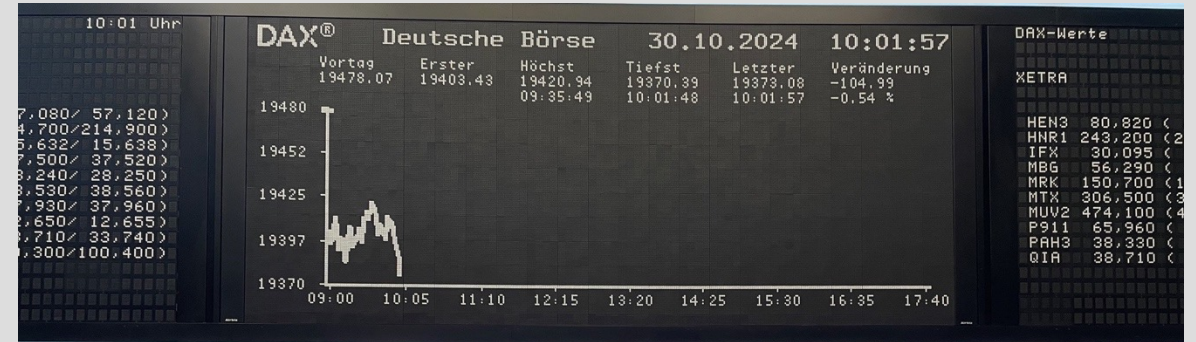 10:01 Uhr
7,080/ 57,120)
4,700/214,900)
5,632/ 15,638)
7,500/ 37,520)
3,240/ 28,250)
3,530/ 38,560)
7,930/ 37,960)
2,650/ 12,655)
3,710/ 33,740)
,300/100,400)
DAX® Deutsche Börse 30.10.2024 10:01:57
Vortag Erster Höchst Tiefst Letzter Veränderung
19478.07 19403.43 19420.94 19370.39 19373.08 -104.99
09:35:49 10:01:48 10:01:57 -0.54 %
19480
19452
19425
19397
19370
09:00 10:05 11:10 12:15 13:20 14:25 15:30 16:35 17:40
DAX-Werte
XETRA
HEN3 80,820 (
HNR1 243,200 (2
IFX 30,095 (
MBG 56,290 (
MRK 150,700 (1
MTX 306,500 (3
MUV2 474,100 (4
P911 65,960 (
PAH3 38,330 (
QIA 38,710 (